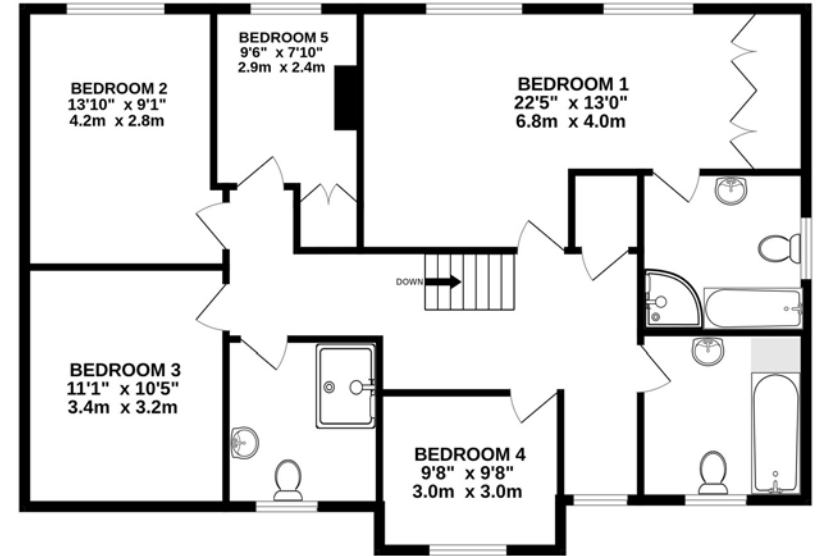 BEDROOM 5
9'6" x 7'10"
2.9m x 2.4m
BEDROOM 2
13'10" x 9'1"
4.2m x 2.8m
BEDROOM 1
22'5" x 13'0"
6.8m x 4.0m
DOWN
BEDROOM 3
11'1" x 10'5"
3.4m x 3.2m
BEDROOM 4
9'8" x 9'8"
3.0m x 3.0m